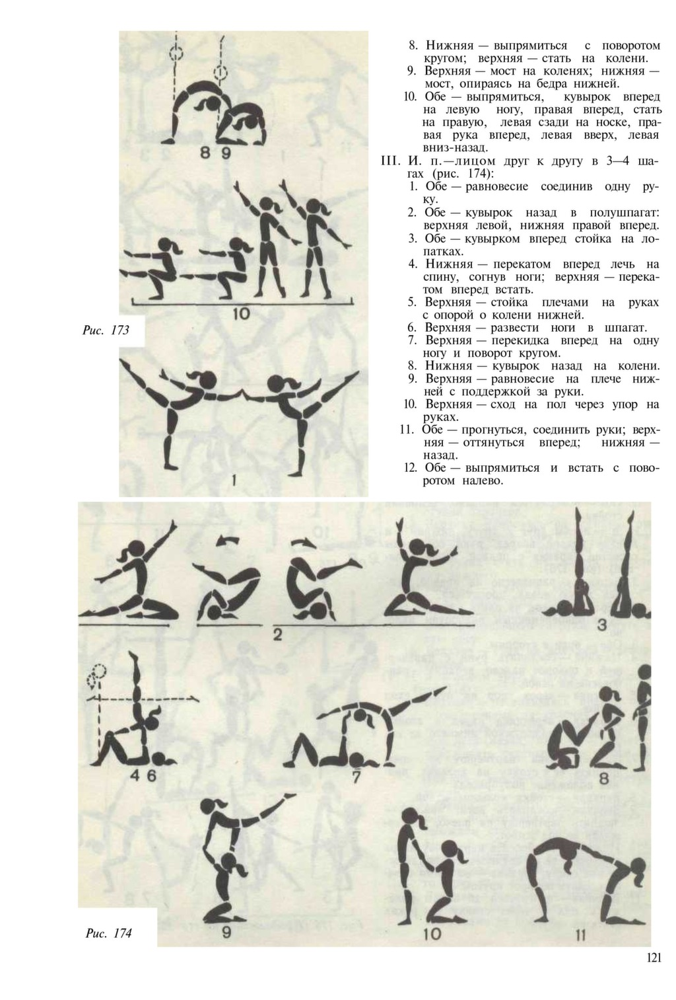 8. Нижняя — выпрямиться с поворотом
кругом; верхняя — стать на колени.
9. Верхняя — мост на коленях; нижняя —
мост, опираясь на бедра нижней.
10. Обе — выпрямиться, кувырок вперед
на левую ногу, правая вперед, стать
на правую, левая сзади на носке, пра-
вая рука вперед, левая вверх, левая
вниз-назад.
III. И. п.—лицом друг к другу в 3—4 ша-
гах (рис. 174):
1. Обе — равновесие соединив одну ру-
ку.
2. Обе — кувырок назад в полушпагат:
верхняя левой, нижняя правой вперед.
3. Обе — кувырком вперед стойка на ло-
патках.
4. Нижняя — перекатом вперед лечь на
спину, согнув ноги; верхняя — перека-
том вперед встать.
5. Верхняя — стойка плечами на руках
с опорой о колени нижней.
6. Верхняя — развести ноги в шпагат.
7. Верхняя — перекидка вперед на одну
ногу и поворот кругом.
8. Нижняя — кувырок назад на колени.
9. Верхняя — равновесие на плече ниж-
ней с поддержкой за руки.
10. Верхняя — сход на пол через упор на
руках.
11. Обе — прогнуться, соединить руки; верх-
няя — оттянуться вперед; нижняя —
назад.
12. Обе — выпрямиться и встать с пово-
ротом налево.
8 9
10
Рис. 173
1
2
3
4 6
7
8
9
10
11
Рис. 174
121